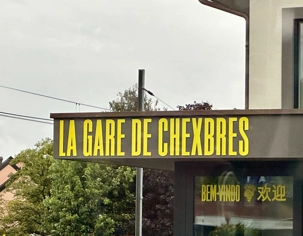 LA GARE DE CHEXBRES
BEM-VINDO 欢迎